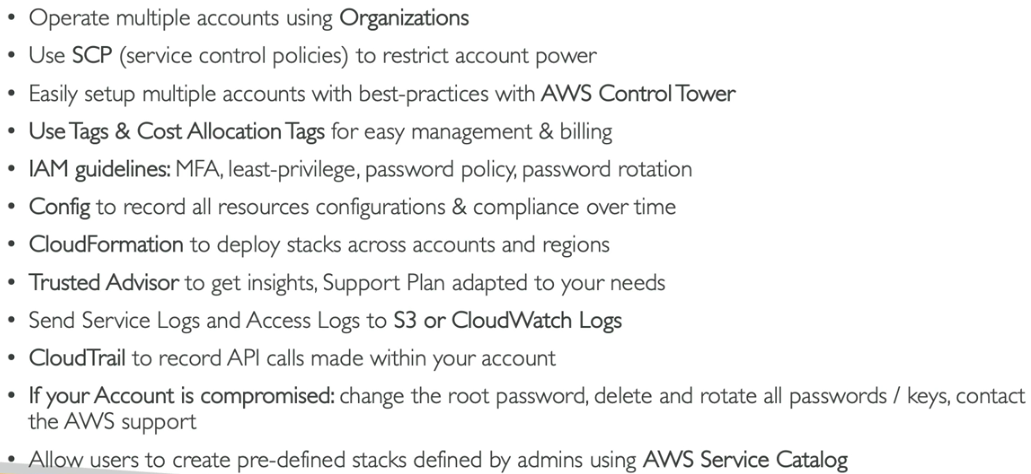 • Operate multiple accounts using Organizations
• Use SCP (service control policies) to restrict account power
• Easily setup multiple accounts with best-practices with AWS Control Tower
• Use Tags & Cost Allocation Tags for easy management & billing
• IAM guidelines: MFA, least-privilege, password policy, password rotation
• Config to record all resources configurations & compliance over time
• CloudFormation to deploy stacks across accounts and regions
• Trusted Advisor to get insights, Support Plan adapted to your needs
• Send Service Logs and Access Logs to S3 or CloudWatch Logs
• CloudTrail to record API calls made within your account
• If your Account is compromised: change the root password, delete and rotate all passwords / keys, contact
the AWS support
• Allow users to create pre-defined stacks defined by admins using AWS Service Catalog